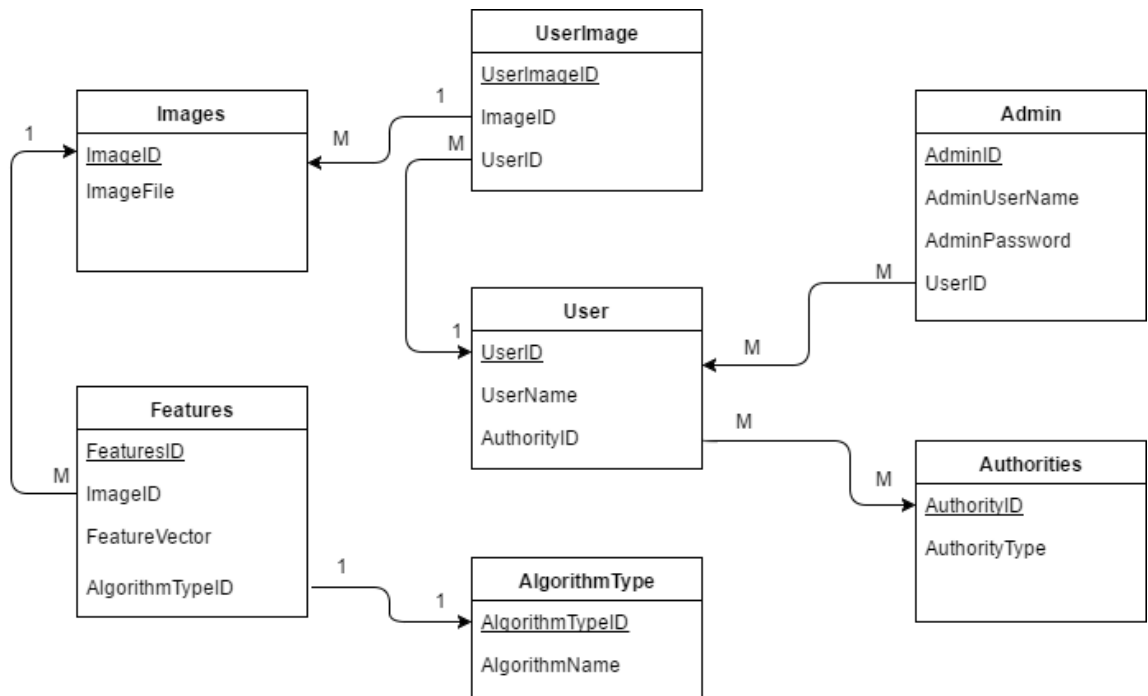 UserImage
UserImageID
ImageID
UserID
1
M
Images
ImageID
ImageFile
1
M
Admin
AdminID
AdminUserName
AdminPassword
UserID
M
M
User
UserID
UserName
AuthorityID
1
M
M
Features
FeaturesID
ImageID
FeatureVector
AlgorithmTypeID
M
1
1
Authorities
AuthorityID
AuthorityType
AlgorithmType
AlgorithmTypeID
AlgorithmName